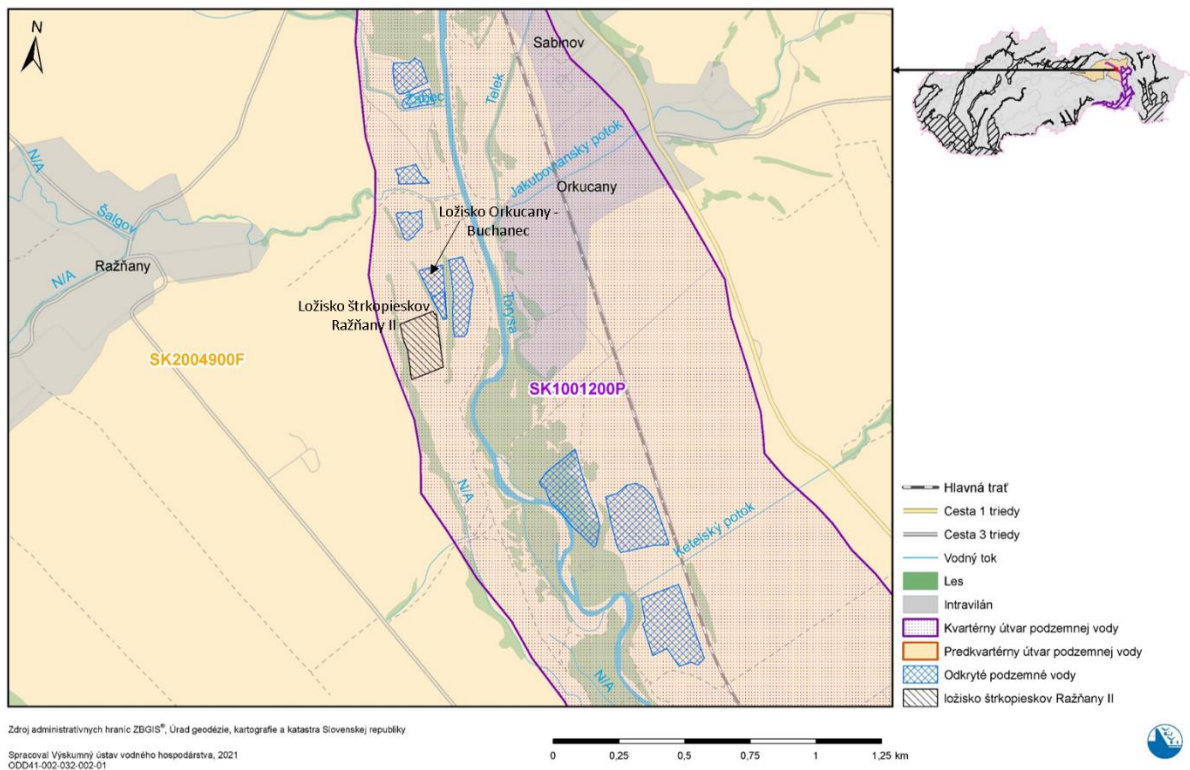 N
Sabinov
Telek
Jakuboviansky potok
Orkucany
Ložisko Orkucany -
Buchanec
N/A
Šalgov
N/A
Ražňany
Ložisko štrkopieskov
Ražňany II
Torysa
SK2004900F
SK1001200P
N/A
Ketelský potok
N/A
Hlavná trať
Cesta 1 triedy
Cesta 3 triedy
Vodný tok
Les
Intravilán
Kvartérny útvar podzemnej vody
Predkvartérny útvar podzemnej vody
Odkryté podzemné vody
ložisko štrkopieskov Ražňany II
Zdroj administratívnych hraníc ZBGIS®, Úrad geodézie, kartografie a katastra Slovenskej republiky
Spracoval Výskumný ústav vodného hospodárstva, 2021
ODD41-002-032-002-01
0 0,25 0,5 0,75 1 1,25 km